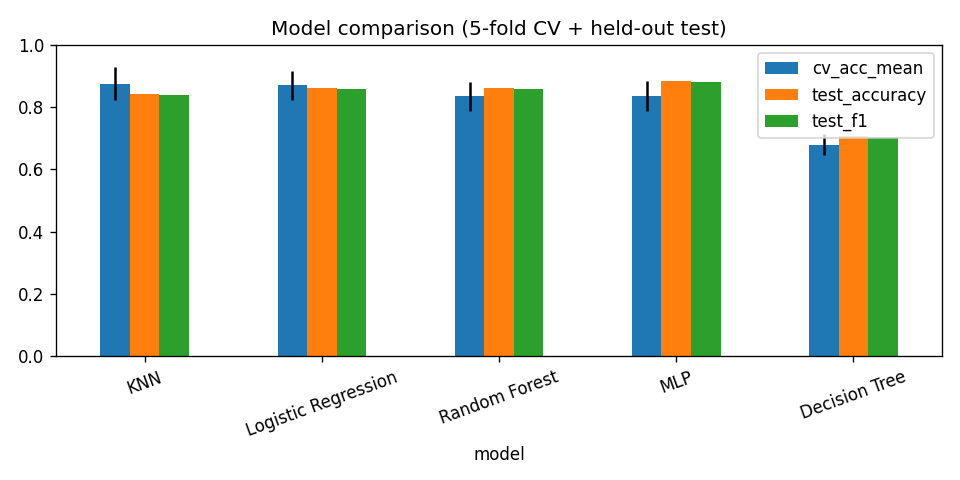 Model comparison (5-fold CV + held-out test)
1.0
0.8
0.6
0.4
0.2
0.0
cv_acc_mean
test_accuracy
test_f1
KNN
Logistic Regression
Random Forest
MLP
Decision Tree
model